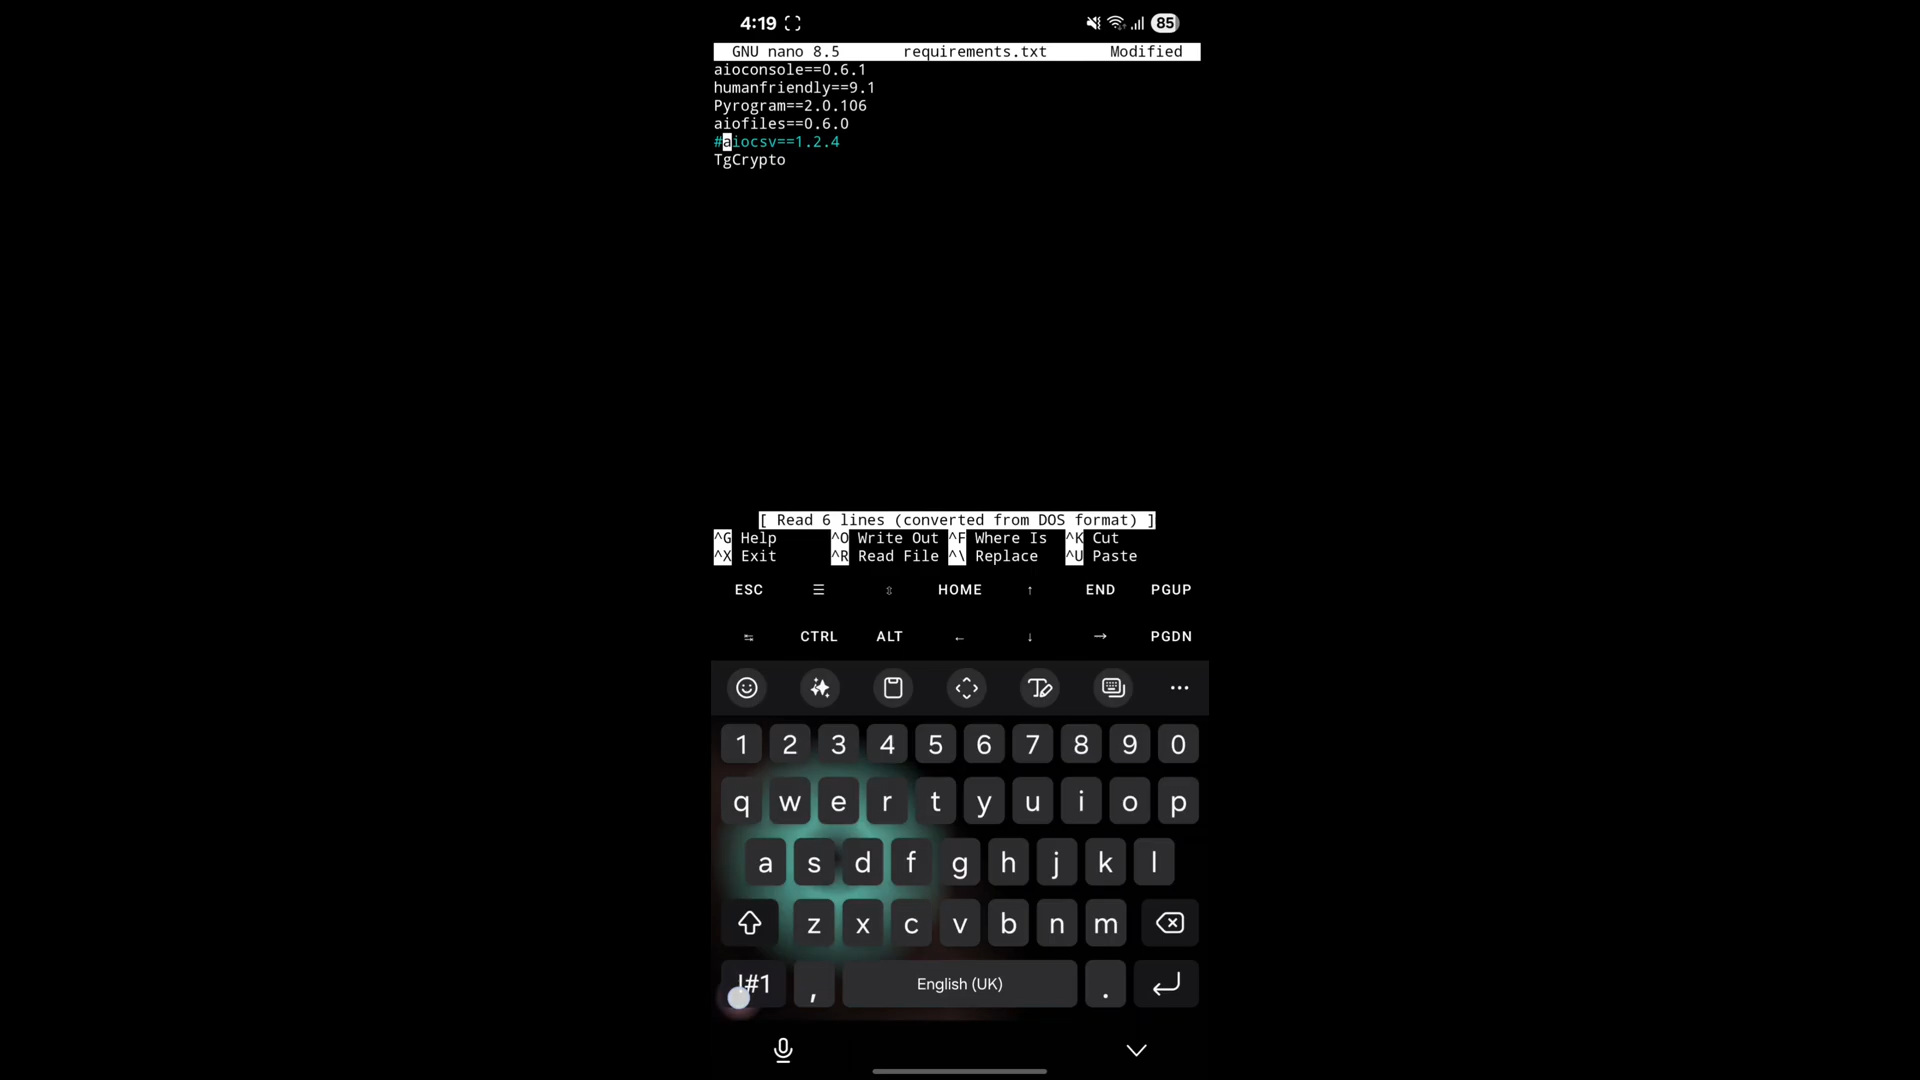 4:19 85
GNU nano 8.5 requirements.txt Modified
aioconsole==0.6.1
humanfriendly==9.1
Pyrogram==2.0.106
aiofiles==0.6.0
#aiocsv==1.2.4
TgCrypto
[ Read 6 lines (converted from DOS format) ]
^G Help ^O Write Out ^F Where Is ^K Cut
^X Exit ^R Read File ^\ Replace ^U Paste
ESC ☰ ⇳ HOME ↑ END PGUP
⇆ CTRL ALT ← ↓ → PGDN
1 2 3 4 5 6 7 8 9 0
q w e r t y u i o p
a s d f g h j k l
z x c v b n m
!#1 , English (UK) .